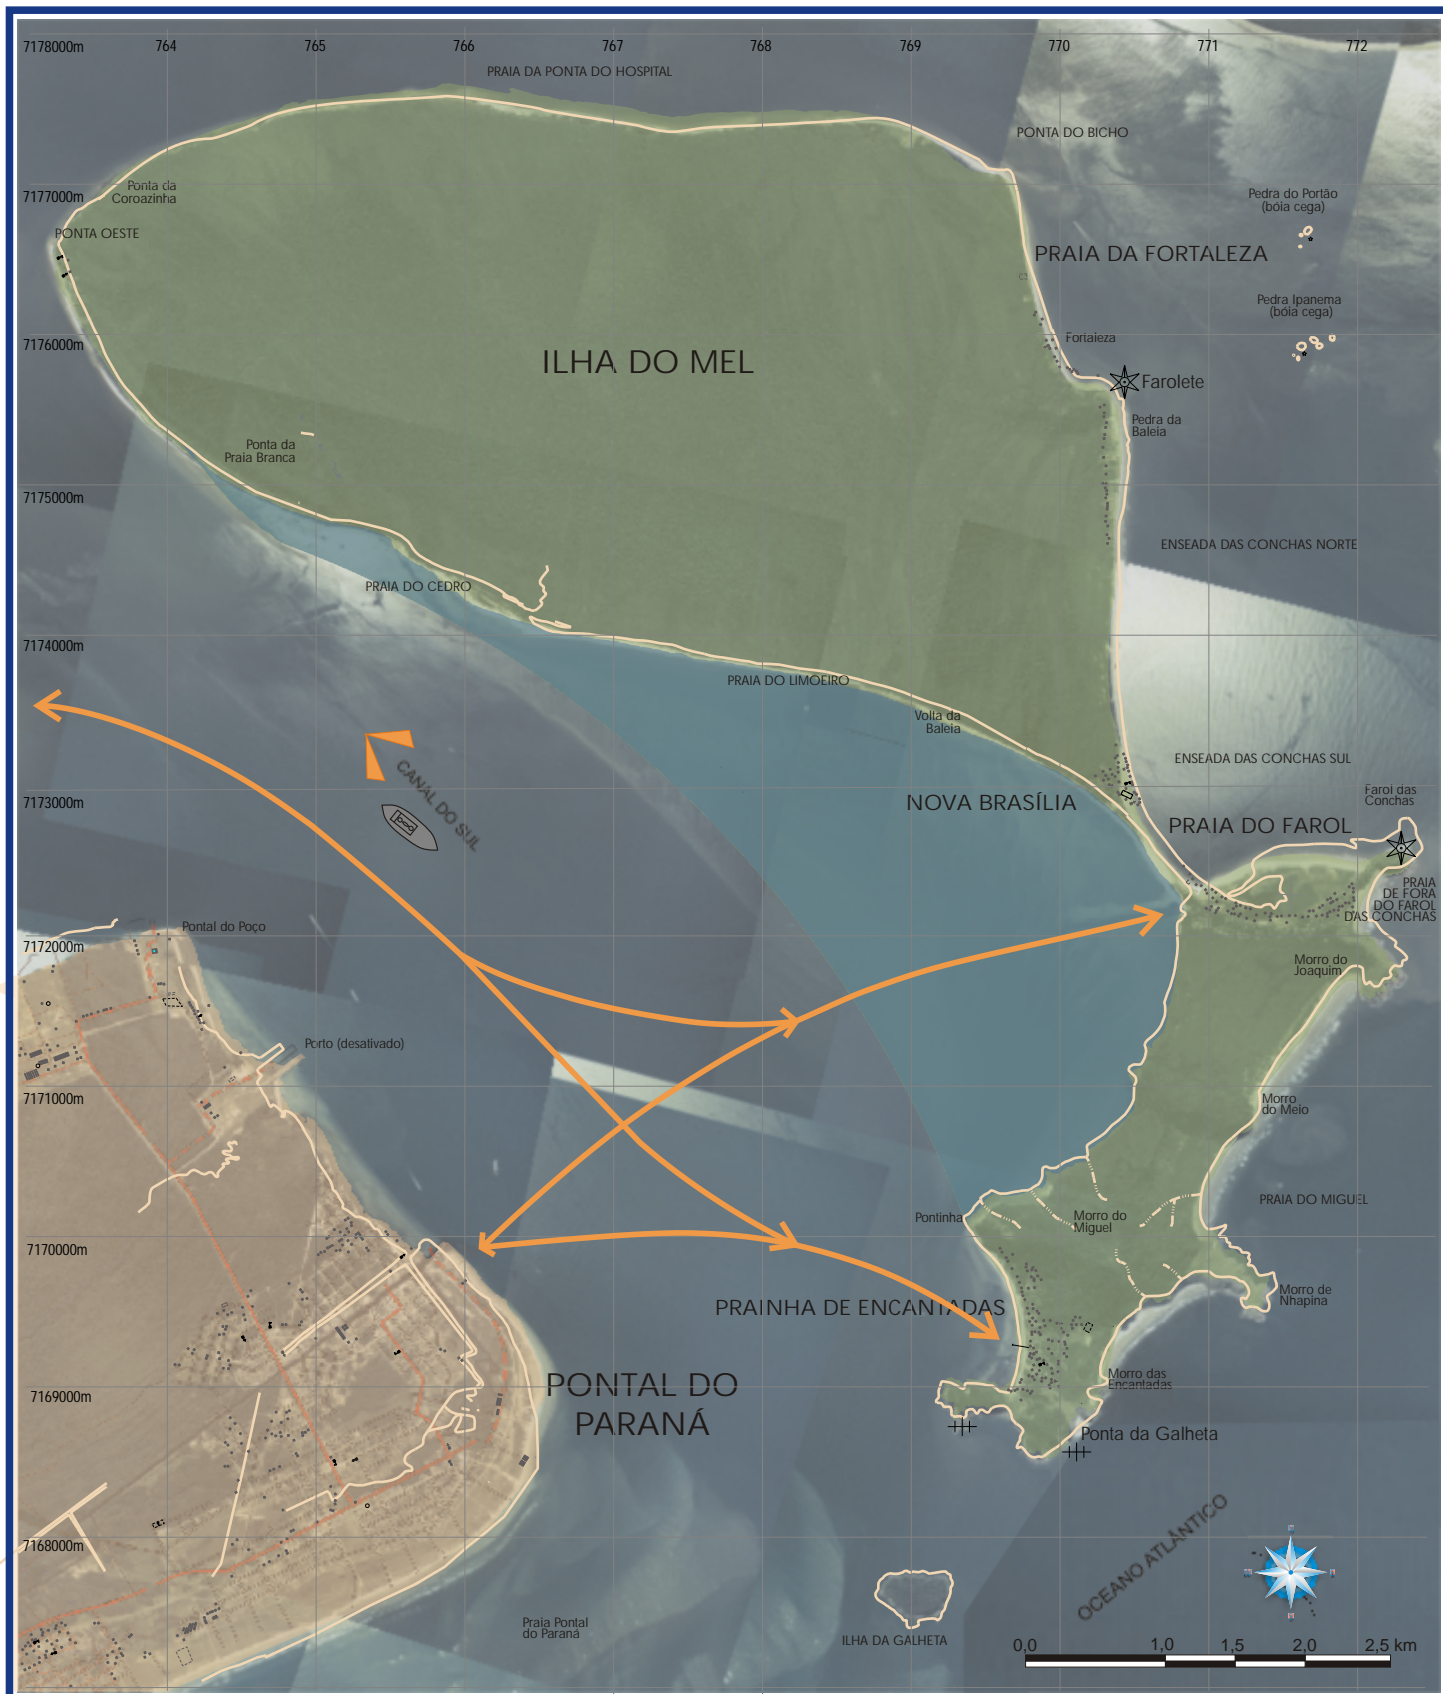 7178000m
764
765
766
767
768
769
770
771
772
PRAIA DA PONTA DO HOSPITAL
PONTA DO BICHO
Ponta da
Coroazinha
7177000m
Pedra do Portão
(bóia cega)
PONTA OESTE
PRAIA DA FORTALEZA
Pedra Ipanema
(bóia cega)
7176000m
Fortaleza
ILHA DO MEL
Farolete
Pedra da
Baleia
Ponta da
Praia Branca
7175000m
ENSEADA DAS CONCHAS NORTE
PRAIA DO CEDRO
7174000m
PRAIA DO LIMOEIRO
Volta da
Baleia
ENSEADA DAS CONCHAS SUL
CANAL DO SUL
7173000m
NOVA BRASÍLIA
Farol das
Conchas
PRAIA DO FAROL
PRAIA
DE FORA
DO FAROL
DAS CONCHAS
Pontal do Poço
7172000m
Morro do
Joaquim
Porto (desativado)
7171000m
Morro
do Meio
PRAIA DO MIGUEL
Pontinha
Morro do
Miguel
7170000m
Morro de
Nhapina
PRAINHA DE ENCANTADAS
7169000m
PONTAL DO
PARANÁ
Morro das
Encantadas
Ponta da Galheta
OCEANO ATLÂNTICO
7168000m
Praia Pontal
do Paraná
ILHA DA GALHETA
0,0
1,0
1,5
2,0
2,5 km